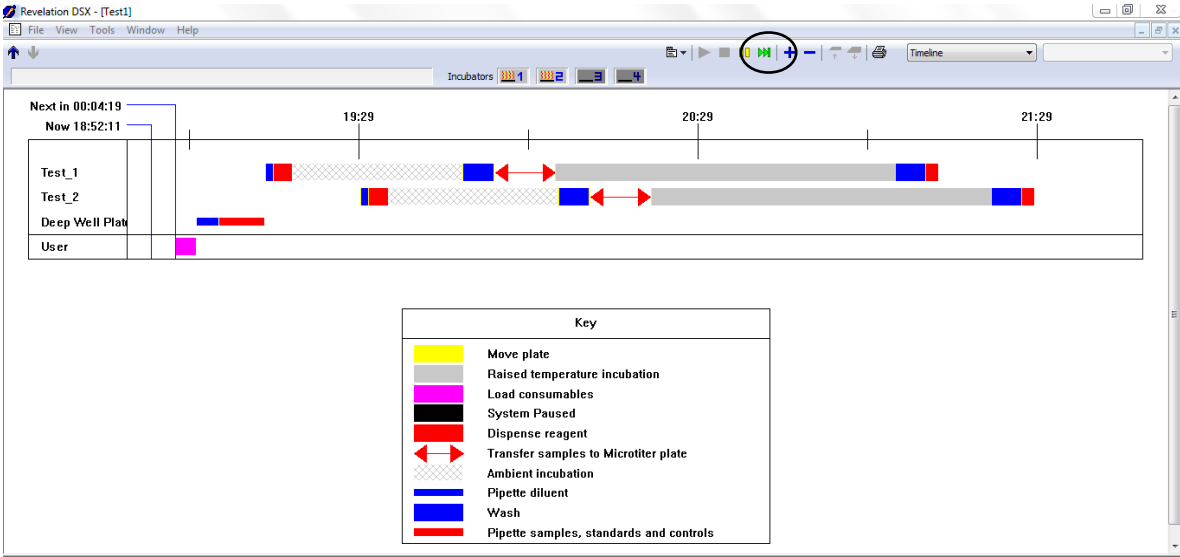 Revelation DSX - [Test1]
File View Tools Window Help
Timeline
Incubators 1 2 3 4
Next in 00:04:19
Now 18:52:11
19:29 20:29 21:29
Test_1
Test_2
Deep Well Plat
User
Key
Move plate
Raised temperature incubation
Load consumables
System Paused
Dispense reagent
Transfer samples to Microtiter plate
Ambient incubation
Pipette diluent
Wash
Pipette samples, standards and controls